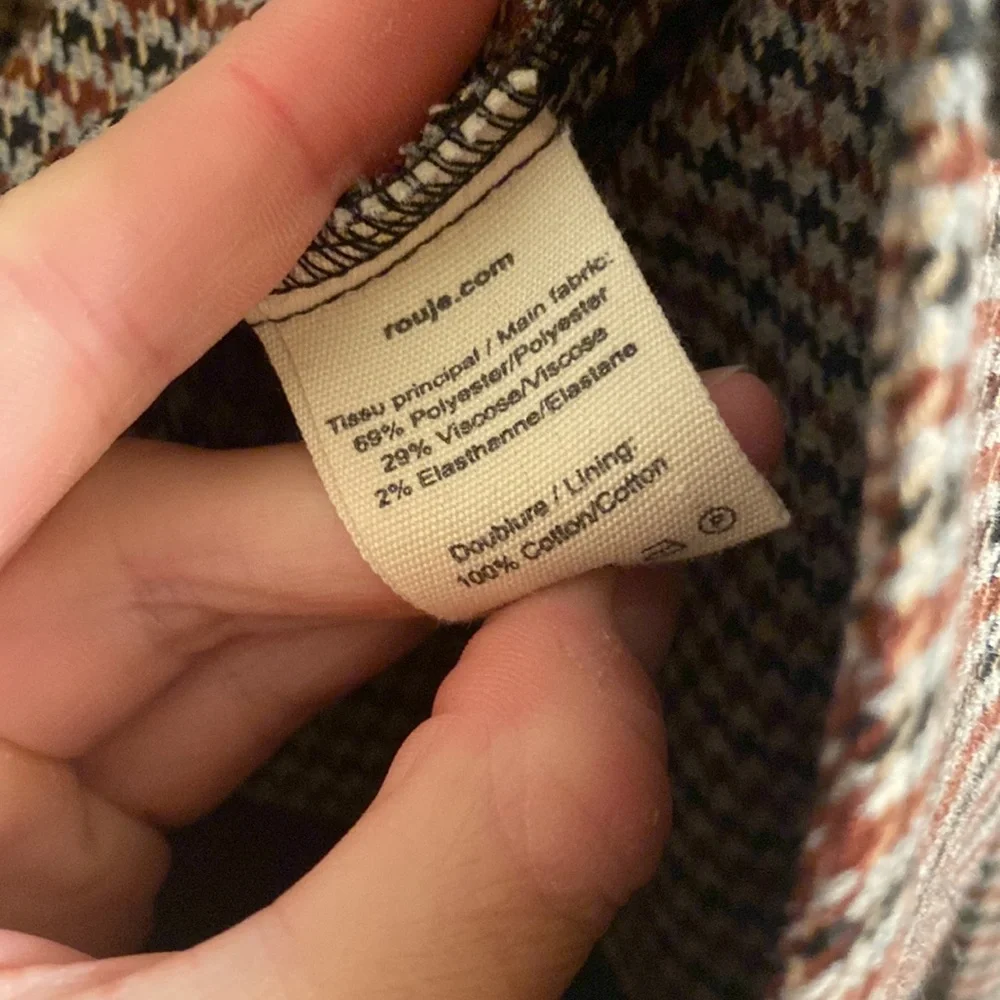 rouje.com
Tissu principal / Main fabric:
69% Polyester/Polyester
29% Viscose/Viscose
2% Elasthanne/Elastane
Doublure / Lining:
100% Cotton/Cotton
P